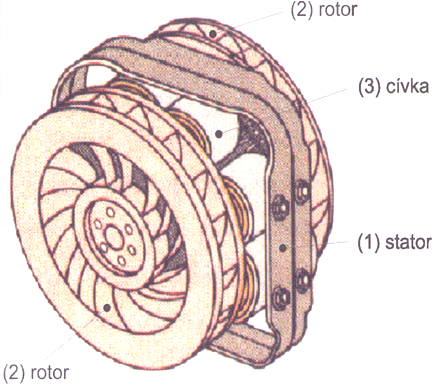 (2) rotor
(3) cívka
(1) stator
(2) rotor